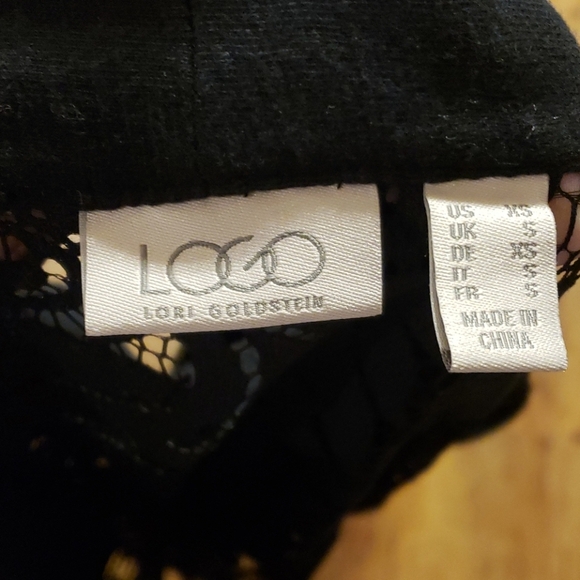 LOGO
LORI GOLDSTEIN
US XS
UK S
DE XS
IT S
FR S
MADE IN
CHINA